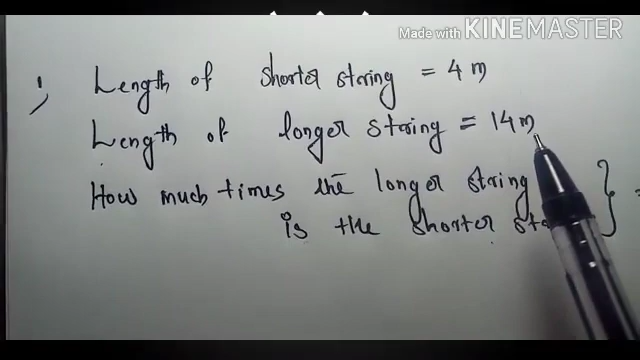 Made with KINEMASTER
; Length of shorter string = 4 m
Length of longer string = 14 m
How much times the longer string
is the shorter